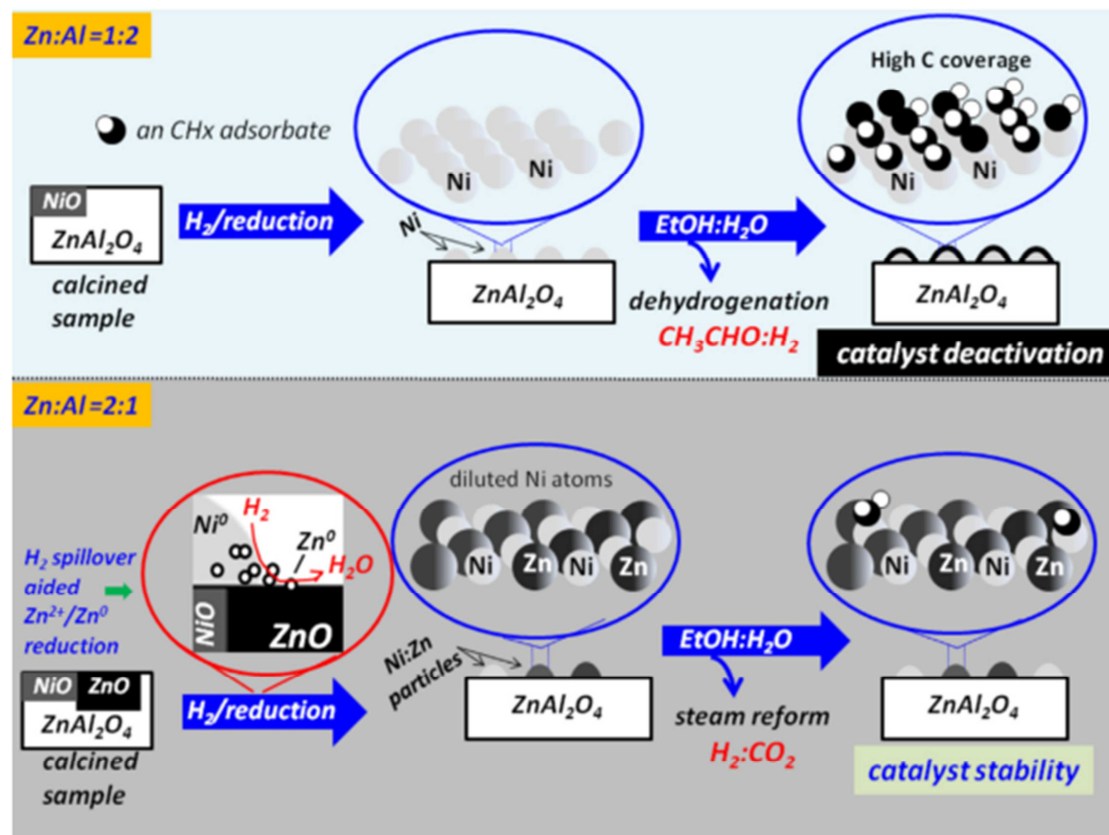 Zn:Al=1:2
an CHx adsorbate
NiO
ZnAl₂O₄
calcined
sample
H₂/reduction
Ni
Ni
Ni
ZnAl₂O₄
EtOH:H₂O
dehydrogenation
CH₃CHO:H₂
High C coverage
Ni
Ni
ZnAl₂O₄
catalyst deactivation
Zn:Al=2:1
H₂ spillover
aided
Zn²⁺/Zn⁰
reduction
Ni⁰
H₂
Zn⁰
H₂O
NiO
ZnO
NiO
ZnO
ZnAl₂O₄
calcined
sample
H₂/reduction
diluted Ni atoms
Ni
Zn
Ni
Zn
Ni:Zn
particles
ZnAl₂O₄
EtOH:H₂O
steam reform
H₂:CO₂
Ni
Zn
Ni
Zn
ZnAl₂O₄
catalyst stability